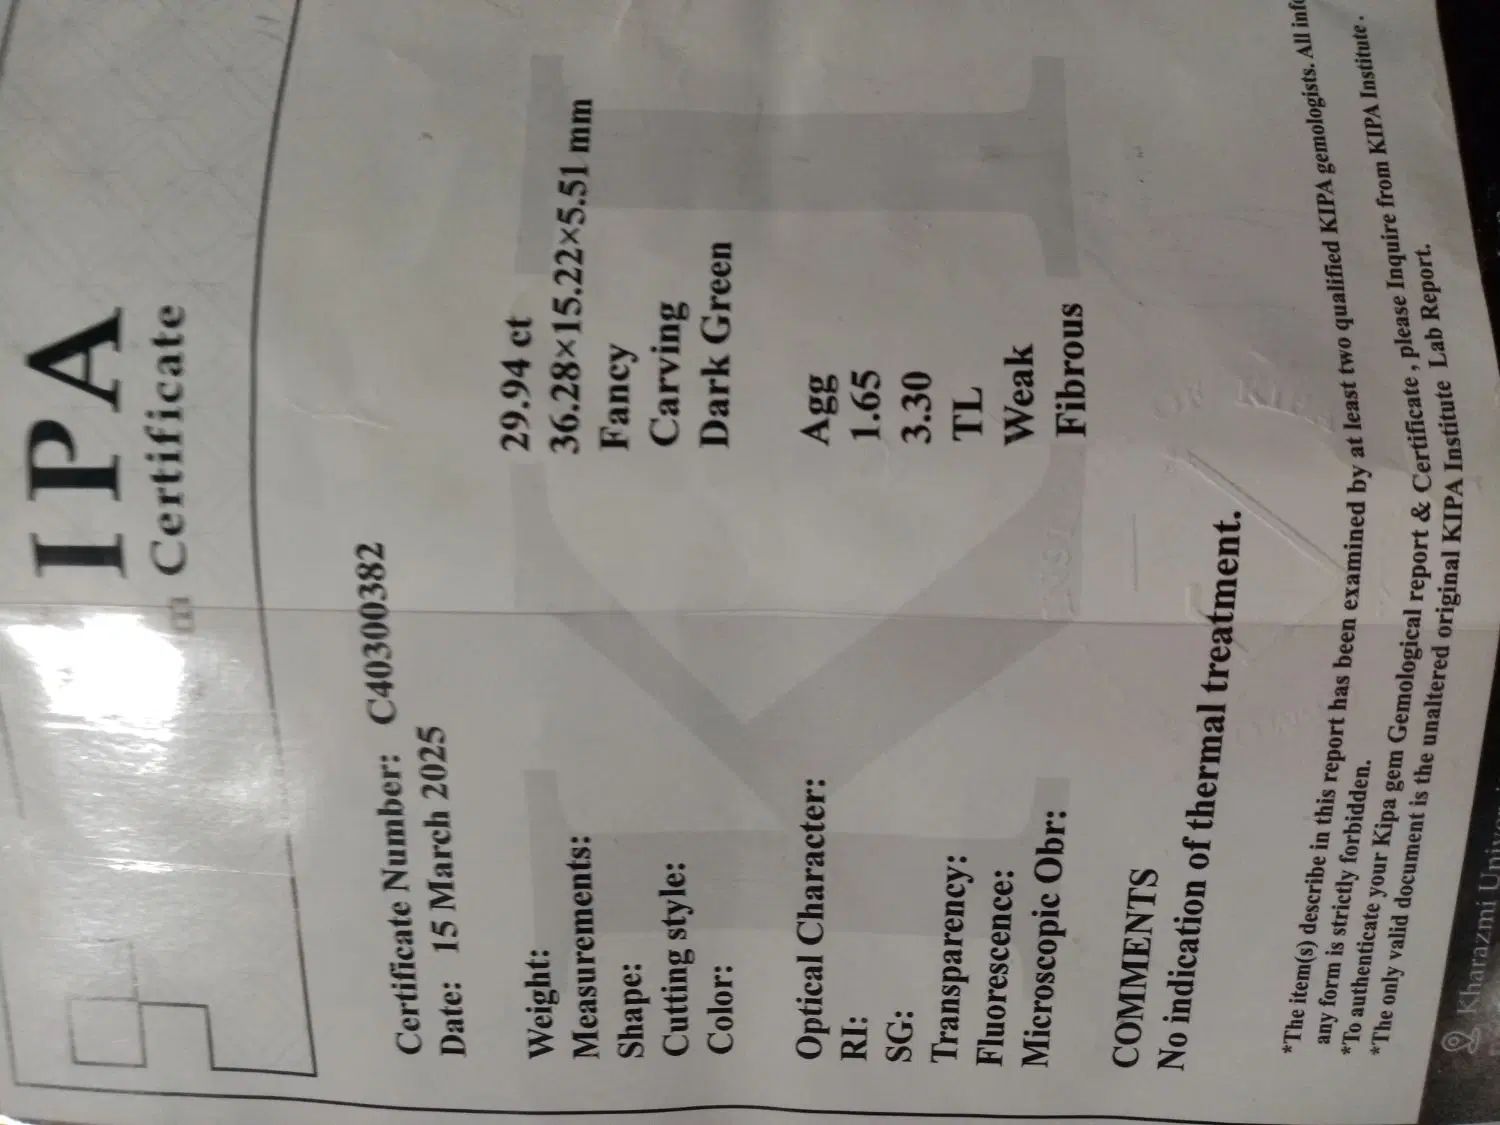 IPA
Certificate
Certificate Number: C40300382
Date: 15 March 2025
Weight: 29.94 ct
Measurements: 36.28×15.22×5.51 mm
Shape: Fancy
Cutting style: Carving
Color: Dark Green
Optical Character: Agg
RI: 1.65
SG: 3.30
Transparency: TL
Fluorescence: Weak
Microscopic Obr: Fibrous
COMMENTS
No indication of thermal treatment.
*The item(s) describe in this report has been examined by at least two qualified KIPA gemologists. All
any form is strictly forbidden.
*To authenticate your Kipa gem Gemological report & Certificate , please Inquire from KIPA Institute .
*The only valid document is the unaltered original KIPA Institute Lab Report.
Kharazmi